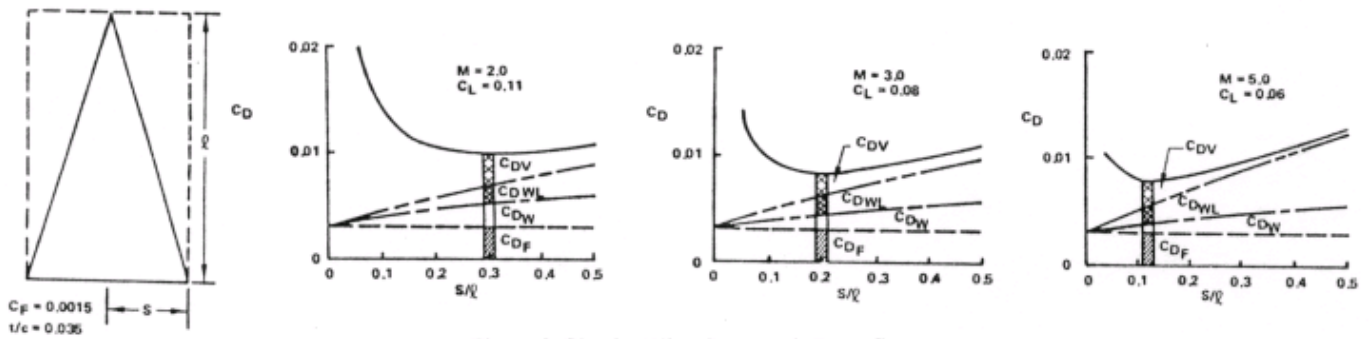 C_D
ℓ
S
C_F = 0.0015
t/c = 0.035
0.02
M = 2.0
C_L = 0.11
0.01
C_DV
C_DWL
C_DW
C_DF
0
0 0.1 0.2 0.3 0.4 0.5
S/ℓ
0.02
M = 3.0
C_L = 0.08
C_D
0.01
C_DV
C_DWL
C_DW
C_DF
0
0 0.1 0.2 0.3 0.4 0.5
S/ℓ
0.02
M = 5.0
C_L = 0.06
C_D
0.01
C_DV
C_DWL
C_DW
C_DF
0
0 0.1 0.2 0.3 0.4 0.5
S/ℓ